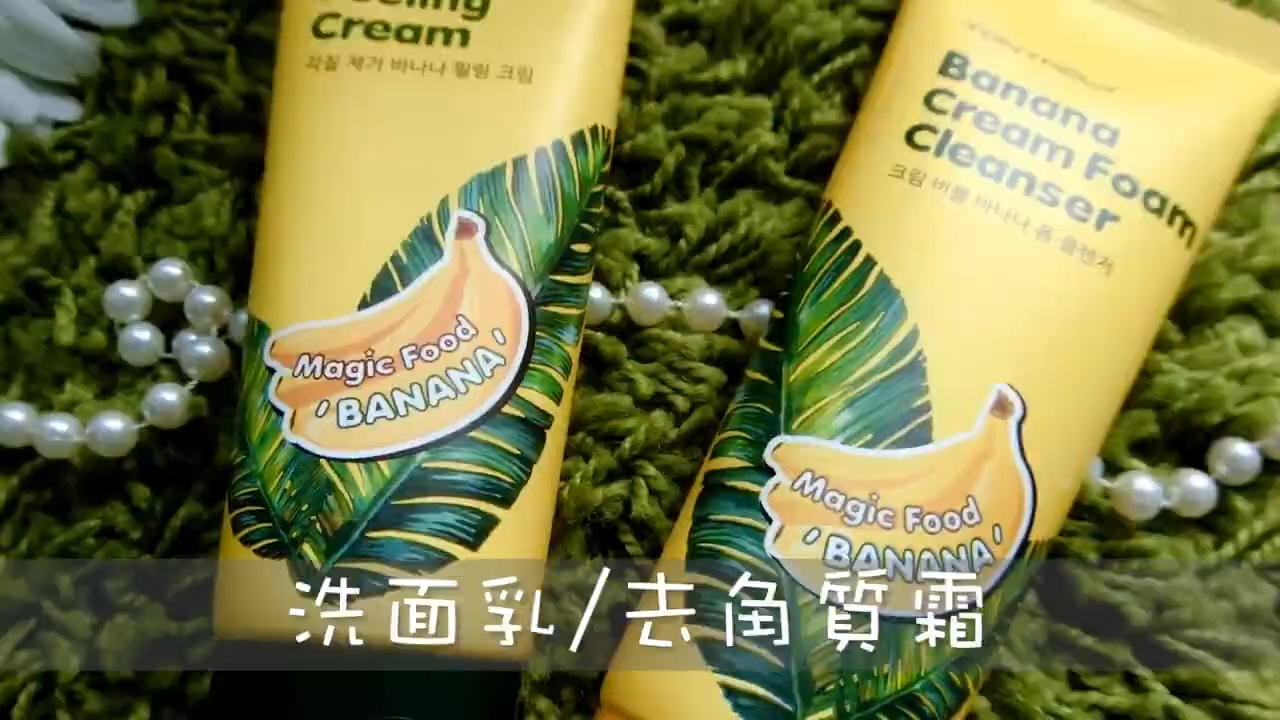 Cream
각질 제거 바나나 필링 크림
Magic Food
'BANANA'
TONYMOLY
Banana
Cream Foam
Cleanser
크림 버블 바나나 폼 클렌저
Magic Food
'BANANA'
洗面乳/去角質霜